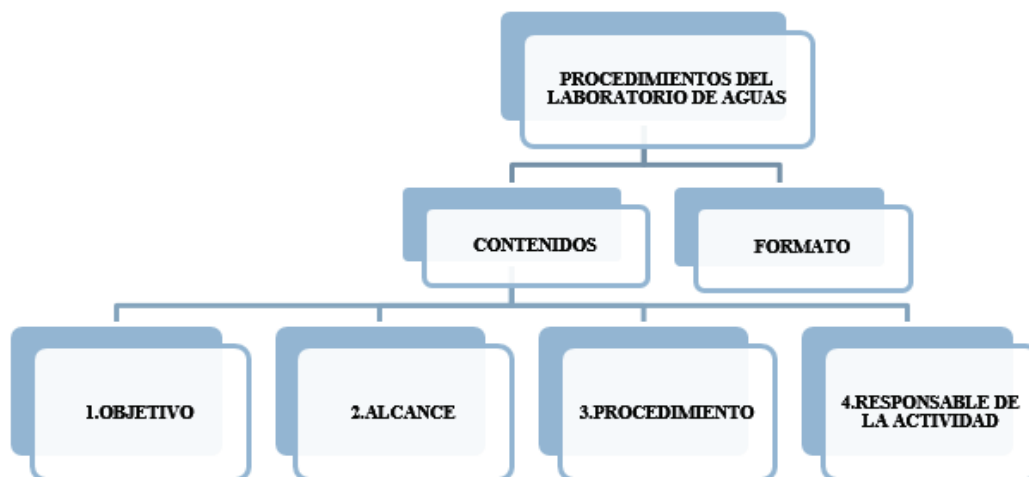 PROCEDIMIENTOS DEL
LABORATORIO DE AGUAS
CONTENIDOS
FORMATO
1.OBJETIVO
2.ALCANCE
3.PROCEDIMIENTO
4.RESPONSABLE DE
LA ACTIVIDAD